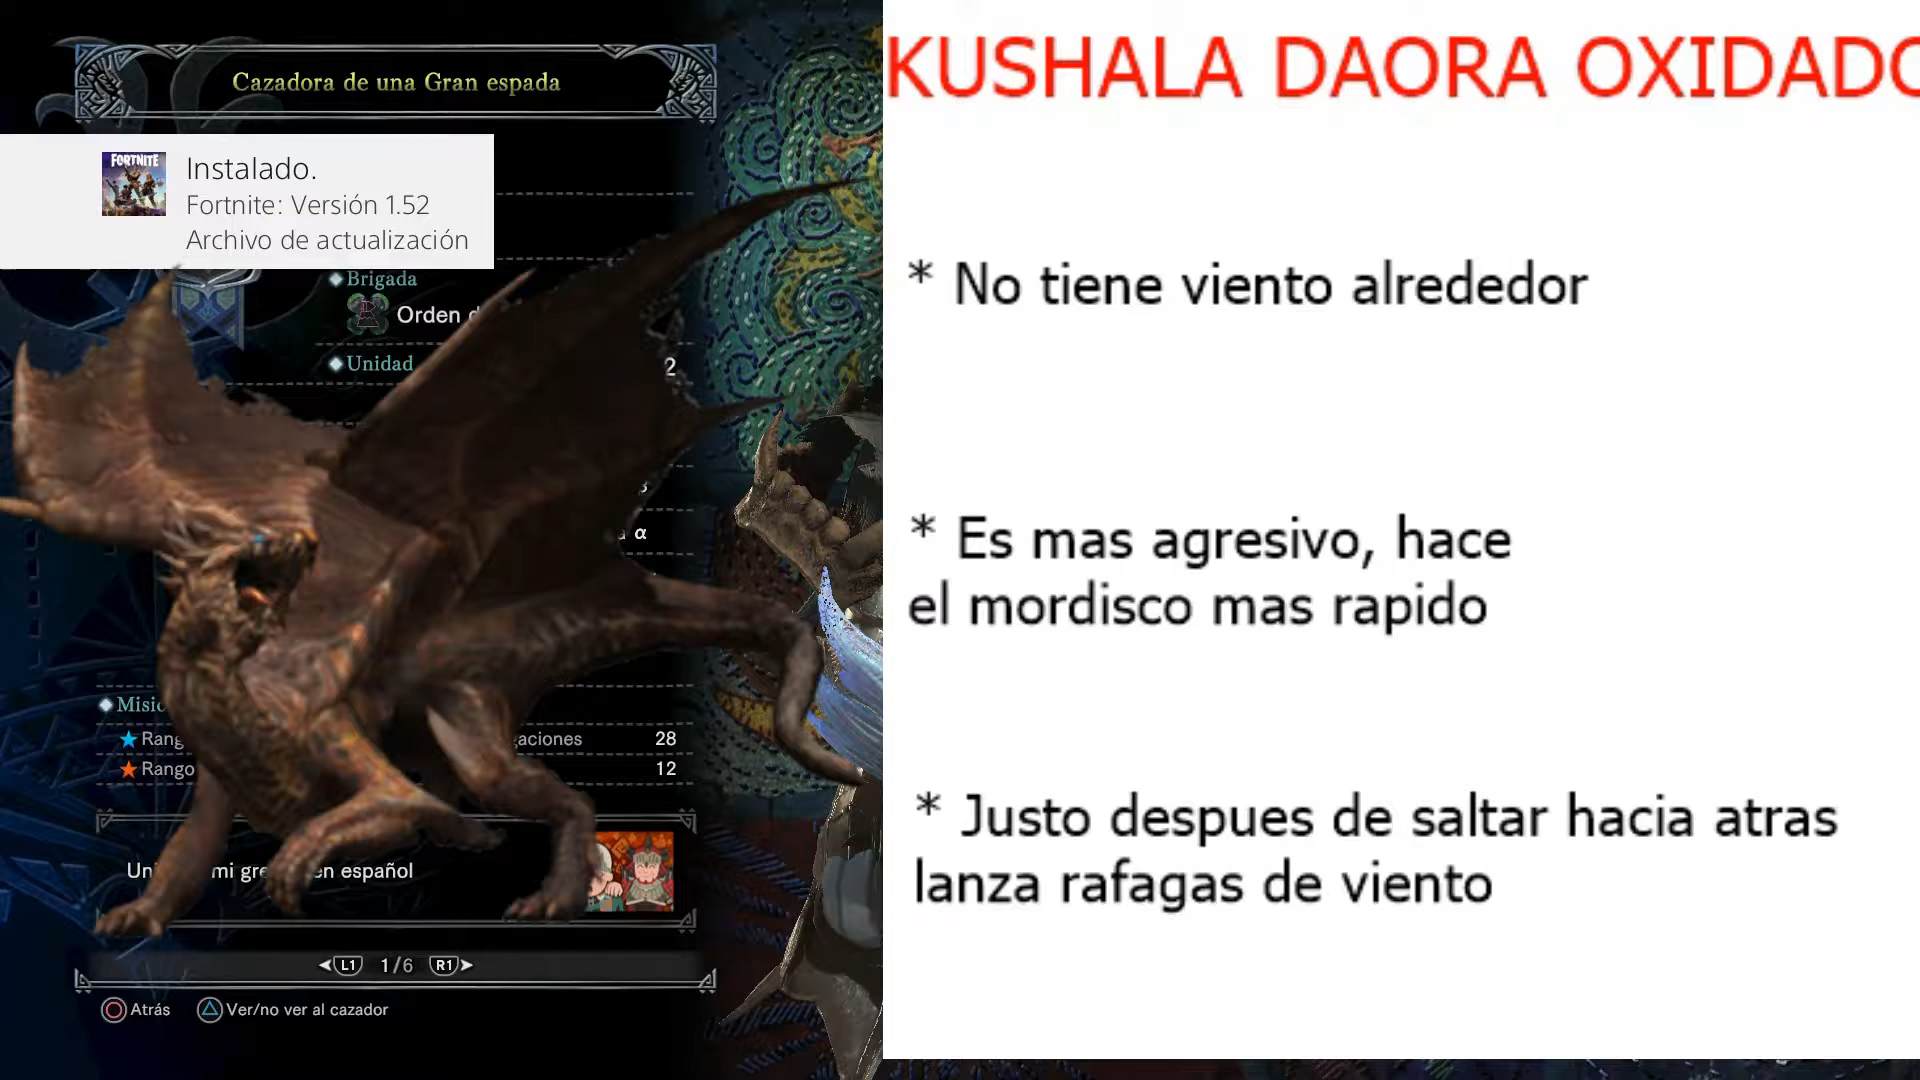 Cazadora de una Gran espada
FORTNITE
Instalado.
Fortnite: Versión 1.52
Archivo de actualización
Brigada
Orden
Unidad
2
α
28
Rango
12
mi
en español
L1 1/6 R1
Atrás
Ver/no ver al cazador
KUSHALA DAORA OXIDADO
* No tiene viento alrededor
* Es mas agresivo, hace
el mordisco mas rapido
* Justo despues de saltar hacia atras
lanza rafagas de viento